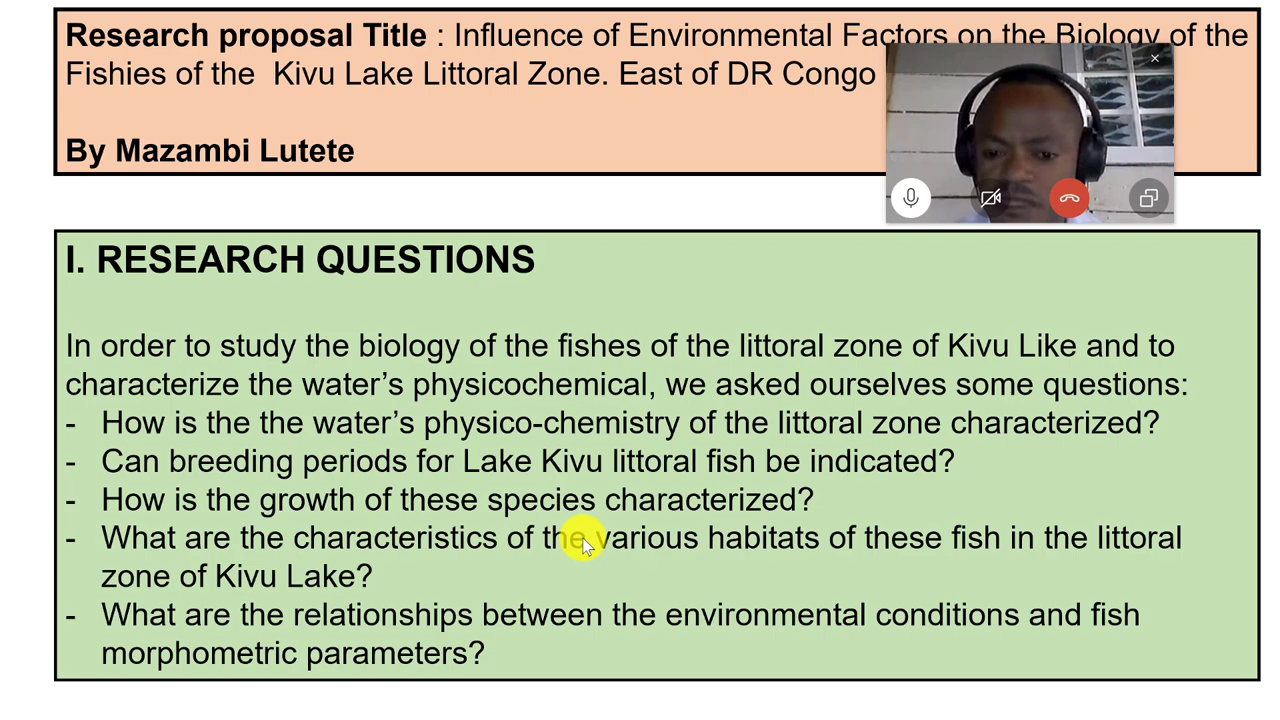 Research proposal Title : Influence of Environmental Factors on the Biology of the
Fishies of the Kivu Lake Littoral Zone. East of DR Congo
By Mazambi Lutete
I. RESEARCH QUESTIONS
In order to study the biology of the fishes of the littoral zone of Kivu Like and to
characterize the water’s physicochemical, we asked ourselves some questions:
- How is the the water’s physico-chemistry of the littoral zone characterized?
- Can breeding periods for Lake Kivu littoral fish be indicated?
- How is the growth of these species characterized?
- What are the characteristics of the various habitats of these fish in the littoral
zone of Kivu Lake?
- What are the relationships between the environmental conditions and fish
morphometric parameters?